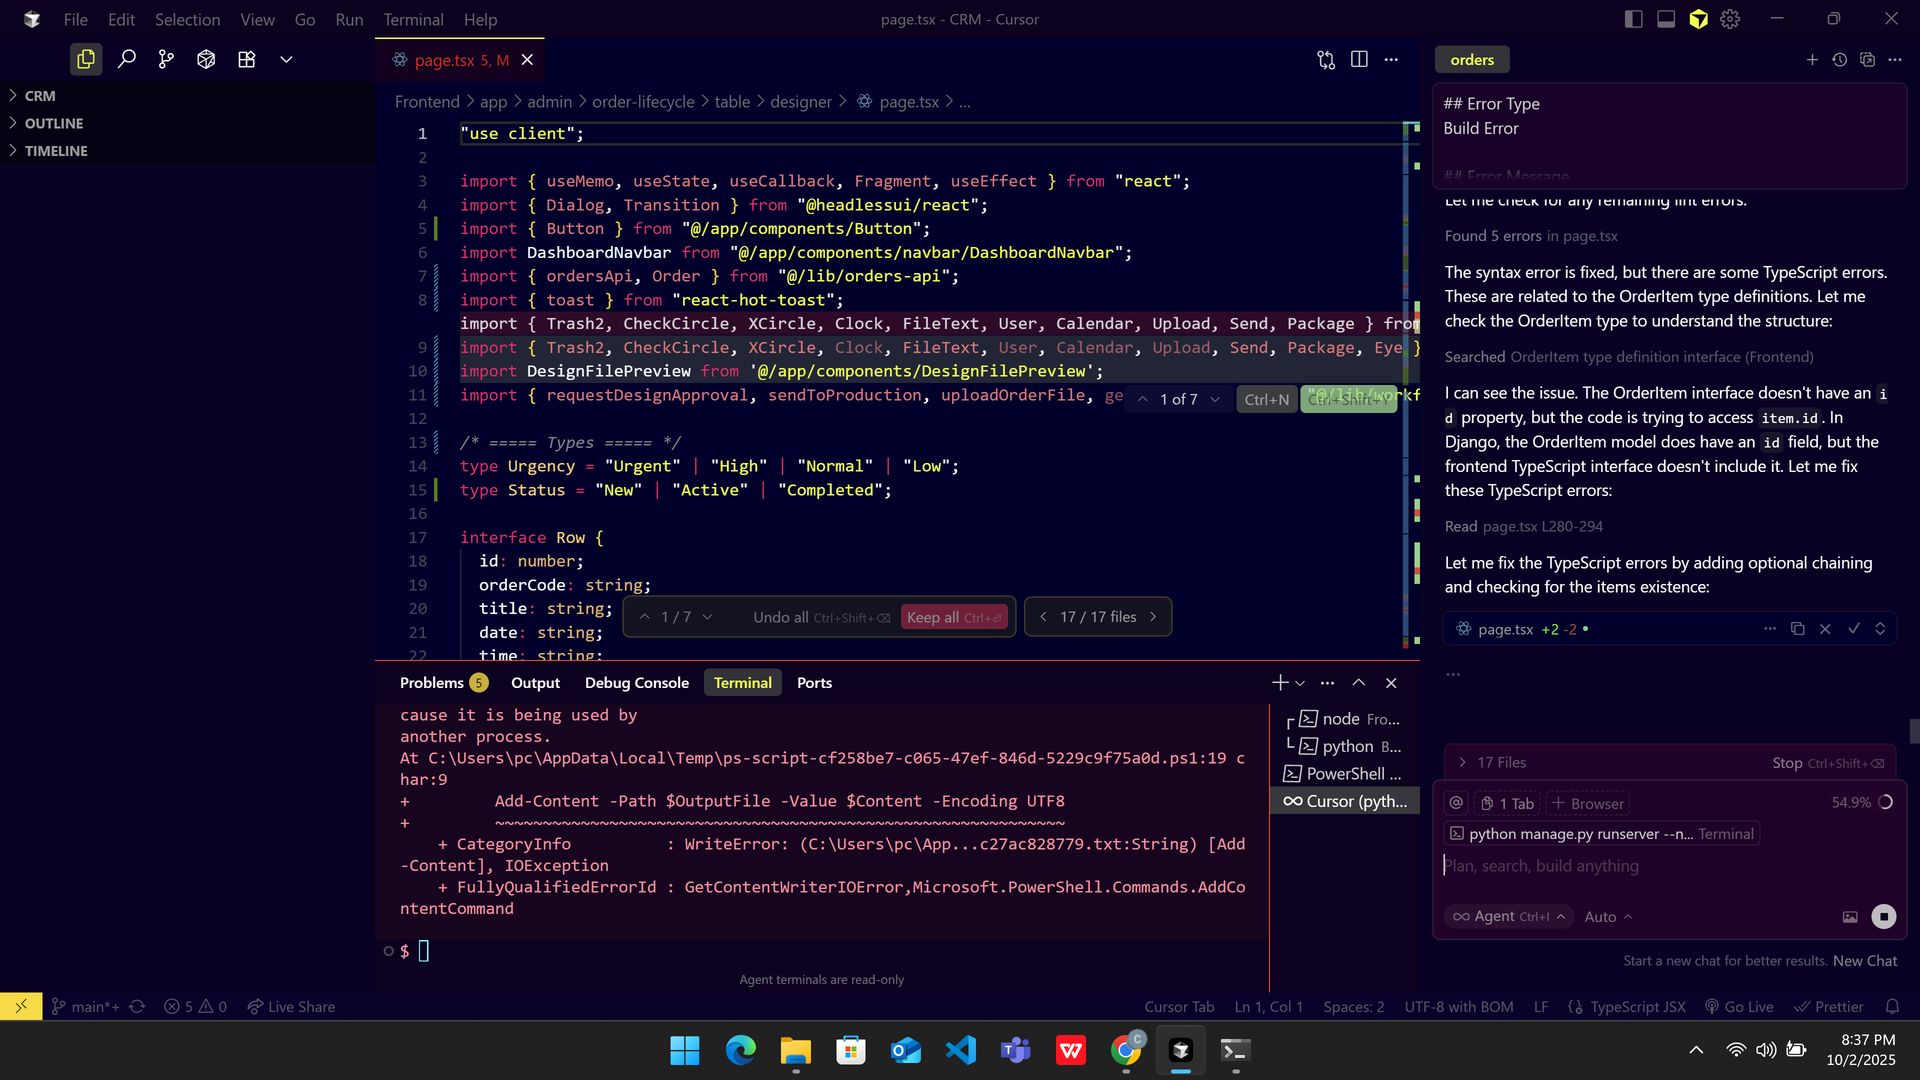 File Edit Selection View Go Run Terminal Help
page.tsx - CRM - Cursor
CRM
OUTLINE
TIMELINE
page.tsx 5, M
Frontend > app > admin > order-lifecycle > table > designer > page.tsx > ...
1 "use client";
2
3 import { useMemo, useState, useCallback, Fragment, useEffect } from "react";
4 import { Dialog, Transition } from "@headlessui/react";
5 import { Button } from "@/app/components/Button";
6 import DashboardNavbar from "@/app/components/navbar/DashboardNavbar";
7 import { ordersApi, Order } from "@/lib/orders-api";
8 import { toast } from "react-hot-toast";
import { Trash2, CheckCircle, XCircle, Clock, FileText, User, Calendar, Upload, Send, Package } from
9 import { Trash2, CheckCircle, XCircle, Clock, FileText, User, Calendar, Upload, Send, Package, Eye }
10 import DesignFilePreview from '@/app/components/DesignFilePreview';
11 import { requestDesignApproval, sendToProduction, uploadOrderFile, ge
1 of 7 Ctrl+N Ctrl+Shift+Y
"@/lib/workf
12
13 /* ===== Types ===== */
14 type Urgency = "Urgent" | "High" | "Normal" | "Low";
15 type Status = "New" | "Active" | "Completed";
16
17 interface Row {
18 id: number;
19 orderCode: string;
20 title: string;
21 date: string;
22 time: string;
1 / 7 Undo all Ctrl+Shift+⌫ Keep all Ctrl+⏎
17 / 17 files
Problems 5 Output Debug Console Terminal Ports
cause it is being used by
another process.
At C:\Users\pc\AppData\Local\Temp\ps-script-cf258be7-c065-47ef-846d-5229c9f75a0d.ps1:19 c
har:9
+         Add-Content -Path $OutputFile -Value $Content -Encoding UTF8
+         ~~~~~~~~~~~~~~~~~~~~~~~~~~~~~~~~~~~~~~~~~~~~~~~~~~~~~~~~~~~
+ CategoryInfo          : WriteError: (C:\Users\pc\App...c27ac828779.txt:String) [Add
-Content], IOException
+ FullyQualifiedErrorId : GetContentWriterIOError,Microsoft.PowerShell.Commands.AddCo
ntentCommand
$
Agent terminals are read-only
node Fro...
python B...
PowerShell ...
Cursor (pyth...
orders
## Error Type
Build Error
## Error Message
Let me check for any remaining lint errors.
Found 5 errors in page.tsx
The syntax error is fixed, but there are some TypeScript errors.
These are related to the OrderItem type definitions. Let me
check the OrderItem type to understand the structure:
Searched OrderItem type definition interface (Frontend)
I can see the issue. The OrderItem interface doesn't have an i
d property, but the code is trying to access item.id. In
Django, the OrderItem model does have an id field, but the
frontend TypeScript interface doesn't include it. Let me fix
these TypeScript errors:
Read page.tsx L280-294
Let me fix the TypeScript errors by adding optional chaining
and checking for the items existence:
page.tsx +2 -2
...
17 Files
Stop Ctrl+Shift+⌫
@ 1 Tab + Browser
54.9%
python manage.py runserver --n... Terminal
Plan, search, build anything
Agent Ctrl+I
Auto
Start a new chat for better results. New Chat
main*+
5 0
Live Share
Cursor Tab
Ln 1, Col 1
Spaces: 2
UTF-8 with BOM
LF
{} TypeScript JSX
Go Live
Prettier
C
8:37 PM
10/2/2025